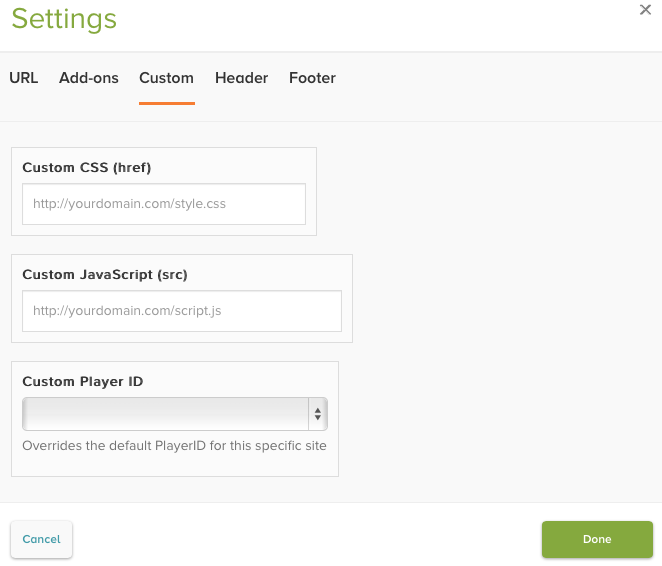 Settings
URL Add-ons Custom Header Footer
Custom CSS (href)
http://yourdomain.com/style.css
Custom JavaScript (src)
http://yourdomain.com/script.js
Custom Player ID
Overrides the default PlayerID for this specific site
Cancel Done